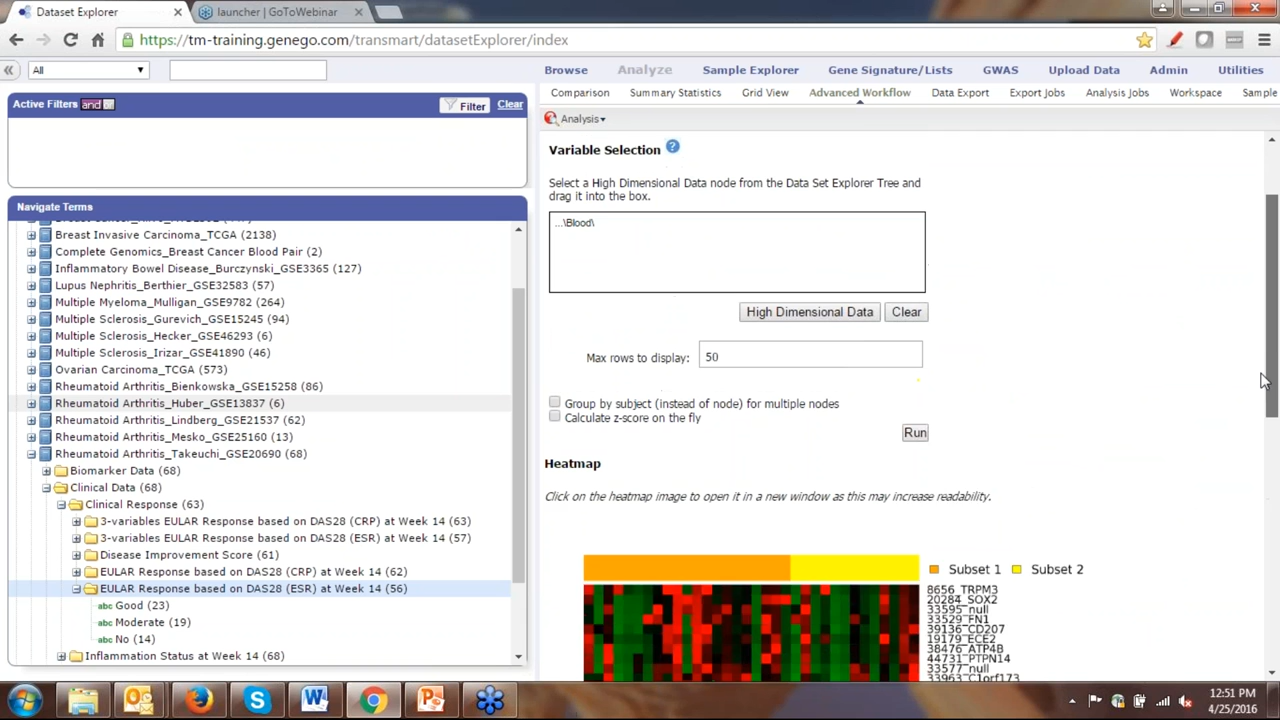 Dataset Explorer
launcher | GoToWebinar
https://tm-training.genego.com/transmart/datasetExplorer/index
All
Browse Analyze Sample Explorer Gene Signature/Lists GWAS Upload Data Admin Utilities
Active Filters and or Filter Clear
Comparison Summary Statistics Grid View Advanced Workflow Data Export Export Jobs Analysis Jobs Workspace Sample
Analysis
Variable Selection
Select a High Dimensional Data node from the Data Set Explorer Tree and
drag it into the box.
...\Blood\
High Dimensional Data Clear
Max rows to display: 50
Group by subject (instead of node) for multiple nodes
Calculate z-score on the fly
Run
Heatmap
Click on the heatmap image to open it in a new window as this may increase readability.
Subset 1 Subset 2
8656_TRPM3
20284_SOX2
33595_null
33529_FN1
39136_CD207
19179_ECE2
38476_ATP4B
44731_PTPN14
33577_null
33963_C1orf173
Navigate Terms
Breast Invasive Carcinoma_TCGA (2138)
Complete Genomics_Breast Cancer Blood Pair (2)
Inflammatory Bowel Disease_Burczynski_GSE3365 (127)
Lupus Nephritis_Berthier_GSE32583 (57)
Multiple Myeloma_Mulligan_GSE9782 (264)
Multiple Sclerosis_Gurevich_GSE15245 (94)
Multiple Sclerosis_Hecker_GSE46293 (6)
Multiple Sclerosis_Irizar_GSE41890 (46)
Ovarian Carcinoma_TCGA (573)
Rheumatoid Arthritis_Bienkowska_GSE15258 (86)
Rheumatoid Arthritis_Huber_GSE13837 (6)
Rheumatoid Arthritis_Lindberg_GSE21537 (62)
Rheumatoid Arthritis_Mesko_GSE25160 (13)
Rheumatoid Arthritis_Takeuchi_GSE20690 (68)
Biomarker Data (68)
Clinical Data (68)
Clinical Response (63)
3-variables EULAR Response based on DAS28 (CRP) at Week 14 (63)
3-variables EULAR Response based on DAS28 (ESR) at Week 14 (57)
Disease Improvement Score (61)
EULAR Response based on DAS28 (CRP) at Week 14 (62)
EULAR Response based on DAS28 (ESR) at Week 14 (56)
abc Good (23)
abc Moderate (19)
abc No (14)
Inflammation Status at Week 14 (68)
12:51 PM
4/25/2016